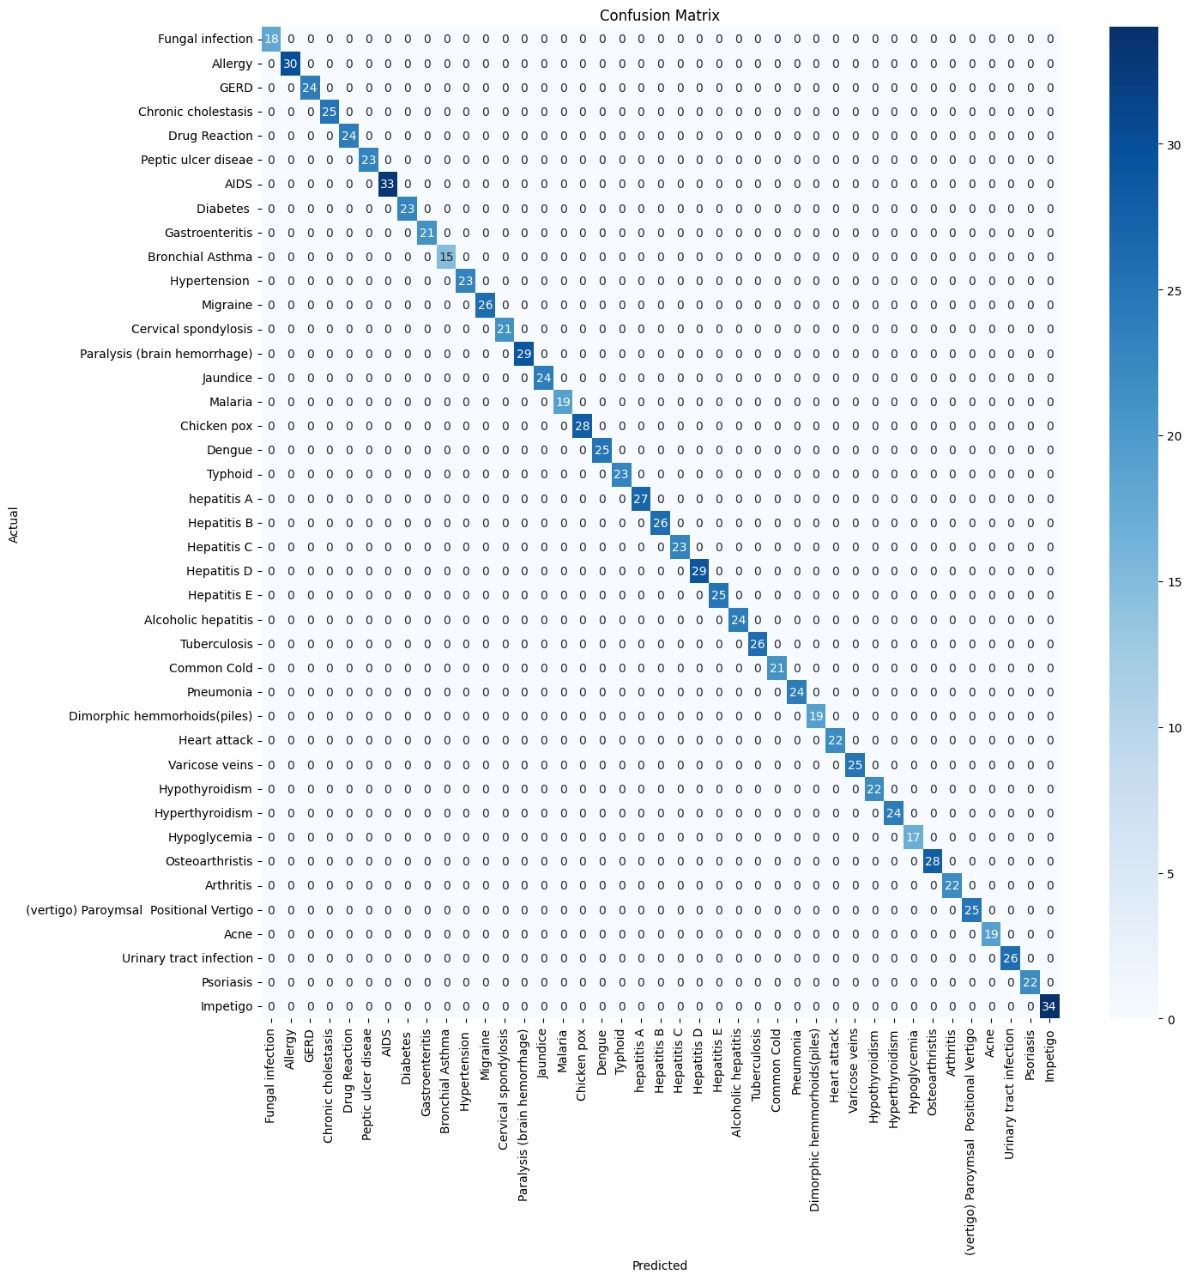 Confusion Matrix
Fungal infection 18 0 0 0 0 0 0 0 0 0 0 0 0 0 0 0 0 0 0 0 0 0 0 0 0 0 0 0 0 0 0 0 0 0 0 0 0 0 0 0 0
Allergy 0 30 0 0 0 0 0 0 0 0 0 0 0 0 0 0 0 0 0 0 0 0 0 0 0 0 0 0 0 0 0 0 0 0 0 0 0 0 0 0 0
GERD 0 0 24 0 0 0 0 0 0 0 0 0 0 0 0 0 0 0 0 0 0 0 0 0 0 0 0 0 0 0 0 0 0 0 0 0 0 0 0 0 0
Chronic cholestasis 0 0 0 25 0 0 0 0 0 0 0 0 0 0 0 0 0 0 0 0 0 0 0 0 0 0 0 0 0 0 0 0 0 0 0 0 0 0 0 0 0
Drug Reaction 0 0 0 0 24 0 0 0 0 0 0 0 0 0 0 0 0 0 0 0 0 0 0 0 0 0 0 0 0 0 0 0 0 0 0 0 0 0 0 0 0
Peptic ulcer diseae 0 0 0 0 0 23 0 0 0 0 0 0 0 0 0 0 0 0 0 0 0 0 0 0 0 0 0 0 0 0 0 0 0 0 0 0 0 0 0 0 0
AIDS 0 0 0 0 0 0 33 0 0 0 0 0 0 0 0 0 0 0 0 0 0 0 0 0 0 0 0 0 0 0 0 0 0 0 0 0 0 0 0 0 0
Diabetes 0 0 0 0 0 0 0 23 0 0 0 0 0 0 0 0 0 0 0 0 0 0 0 0 0 0 0 0 0 0 0 0 0 0 0 0 0 0 0 0 0
Gastroenteritis 0 0 0 0 0 0 0 0 21 0 0 0 0 0 0 0 0 0 0 0 0 0 0 0 0 0 0 0 0 0 0 0 0 0 0 0 0 0 0 0 0
Bronchial Asthma 0 0 0 0 0 0 0 0 0 15 0 0 0 0 0 0 0 0 0 0 0 0 0 0 0 0 0 0 0 0 0 0 0 0 0 0 0 0 0 0 0
Hypertension 0 0 0 0 0 0 0 0 0 0 23 0 0 0 0 0 0 0 0 0 0 0 0 0 0 0 0 0 0 0 0 0 0 0 0 0 0 0 0 0 0
Migraine 0 0 0 0 0 0 0 0 0 0 0 26 0 0 0 0 0 0 0 0 0 0 0 0 0 0 0 0 0 0 0 0 0 0 0 0 0 0 0 0 0
Cervical spondylosis 0 0 0 0 0 0 0 0 0 0 0 0 21 0 0 0 0 0 0 0 0 0 0 0 0 0 0 0 0 0 0 0 0 0 0 0 0 0 0 0 0
Paralysis (brain hemorrhage) 0 0 0 0 0 0 0 0 0 0 0 0 0 29 0 0 0 0 0 0 0 0 0 0 0 0 0 0 0 0 0 0 0 0 0 0 0 0 0 0 0
Jaundice 0 0 0 0 0 0 0 0 0 0 0 0 0 0 24 0 0 0 0 0 0 0 0 0 0 0 0 0 0 0 0 0 0 0 0 0 0 0 0 0 0
Malaria 0 0 0 0 0 0 0 0 0 0 0 0 0 0 0 19 0 0 0 0 0 0 0 0 0 0 0 0 0 0 0 0 0 0 0 0 0 0 0 0 0
Chicken pox 0 0 0 0 0 0 0 0 0 0 0 0 0 0 0 0 28 0 0 0 0 0 0 0 0 0 0 0 0 0 0 0 0 0 0 0 0 0 0 0 0
Dengue 0 0 0 0 0 0 0 0 0 0 0 0 0 0 0 0 0 25 0 0 0 0 0 0 0 0 0 0 0 0 0 0 0 0 0 0 0 0 0 0 0
Typhoid 0 0 0 0 0 0 0 0 0 0 0 0 0 0 0 0 0 0 23 0 0 0 0 0 0 0 0 0 0 0 0 0 0 0 0 0 0 0 0 0 0
hepatitis A 0 0 0 0 0 0 0 0 0 0 0 0 0 0 0 0 0 0 0 27 0 0 0 0 0 0 0 0 0 0 0 0 0 0 0 0 0 0 0 0 0
Hepatitis B 0 0 0 0 0 0 0 0 0 0 0 0 0 0 0 0 0 0 0 0 26 0 0 0 0 0 0 0 0 0 0 0 0 0 0 0 0 0 0 0 0
Hepatitis C 0 0 0 0 0 0 0 0 0 0 0 0 0 0 0 0 0 0 0 0 0 23 0 0 0 0 0 0 0 0 0 0 0 0 0 0 0 0 0 0 0
Hepatitis D 0 0 0 0 0 0 0 0 0 0 0 0 0 0 0 0 0 0 0 0 0 0 29 0 0 0 0 0 0 0 0 0 0 0 0 0 0 0 0 0 0
Hepatitis E 0 0 0 0 0 0 0 0 0 0 0 0 0 0 0 0 0 0 0 0 0 0 0 25 0 0 0 0 0 0 0 0 0 0 0 0 0 0 0 0 0
Alcoholic hepatitis 0 0 0 0 0 0 0 0 0 0 0 0 0 0 0 0 0 0 0 0 0 0 0 0 24 0 0 0 0 0 0 0 0 0 0 0 0 0 0 0 0
Tuberculosis 0 0 0 0 0 0 0 0 0 0 0 0 0 0 0 0 0 0 0 0 0 0 0 0 0 26 0 0 0 0 0 0 0 0 0 0 0 0 0 0 0
Common Cold 0 0 0 0 0 0 0 0 0 0 0 0 0 0 0 0 0 0 0 0 0 0 0 0 0 0 21 0 0 0 0 0 0 0 0 0 0 0 0 0 0
Pneumonia 0 0 0 0 0 0 0 0 0 0 0 0 0 0 0 0 0 0 0 0 0 0 0 0 0 0 0 24 0 0 0 0 0 0 0 0 0 0 0 0 0
Dimorphic hemmorhoids(piles) 0 0 0 0 0 0 0 0 0 0 0 0 0 0 0 0 0 0 0 0 0 0 0 0 0 0 0 0 19 0 0 0 0 0 0 0 0 0 0 0 0
Heart attack 0 0 0 0 0 0 0 0 0 0 0 0 0 0 0 0 0 0 0 0 0 0 0 0 0 0 0 0 0 22 0 0 0 0 0 0 0 0 0 0 0
Varicose veins 0 0 0 0 0 0 0 0 0 0 0 0 0 0 0 0 0 0 0 0 0 0 0 0 0 0 0 0 0 0 25 0 0 0 0 0 0 0 0 0 0
Hypothyroidism 0 0 0 0 0 0 0 0 0 0 0 0 0 0 0 0 0 0 0 0 0 0 0 0 0 0 0 0 0 0 0 22 0 0 0 0 0 0 0 0 0
Hyperthyroidism 0 0 0 0 0 0 0 0 0 0 0 0 0 0 0 0 0 0 0 0 0 0 0 0 0 0 0 0 0 0 0 0 24 0 0 0 0 0 0 0 0
Hypoglycemia 0 0 0 0 0 0 0 0 0 0 0 0 0 0 0 0 0 0 0 0 0 0 0 0 0 0 0 0 0 0 0 0 0 17 0 0 0 0 0 0 0
Osteoarthristis 0 0 0 0 0 0 0 0 0 0 0 0 0 0 0 0 0 0 0 0 0 0 0 0 0 0 0 0 0 0 0 0 0 0 28 0 0 0 0 0 0
Arthritis 0 0 0 0 0 0 0 0 0 0 0 0 0 0 0 0 0 0 0 0 0 0 0 0 0 0 0 0 0 0 0 0 0 0 0 22 0 0 0 0 0
(vertigo) Paroymsal  Positional Vertigo 0 0 0 0 0 0 0 0 0 0 0 0 0 0 0 0 0 0 0 0 0 0 0 0 0 0 0 0 0 0 0 0 0 0 0 0 25 0 0 0 0
Acne 0 0 0 0 0 0 0 0 0 0 0 0 0 0 0 0 0 0 0 0 0 0 0 0 0 0 0 0 0 0 0 0 0 0 0 0 0 19 0 0 0
Urinary tract infection 0 0 0 0 0 0 0 0 0 0 0 0 0 0 0 0 0 0 0 0 0 0 0 0 0 0 0 0 0 0 0 0 0 0 0 0 0 0 26 0 0
Psoriasis 0 0 0 0 0 0 0 0 0 0 0 0 0 0 0 0 0 0 0 0 0 0 0 0 0 0 0 0 0 0 0 0 0 0 0 0 0 0 0 22 0
Impetigo 0 0 0 0 0 0 0 0 0 0 0 0 0 0 0 0 0 0 0 0 0 0 0 0 0 0 0 0 0 0 0 0 0 0 0 0 0 0 0 0 34
Actual
Fungal infection
Allergy
GERD
Chronic cholestasis
Drug Reaction
Peptic ulcer diseae
AIDS
Diabetes
Gastroenteritis
Bronchial Asthma
Hypertension
Migraine
Cervical spondylosis
Paralysis (brain hemorrhage)
Jaundice
Malaria
Chicken pox
Dengue
Typhoid
hepatitis A
Hepatitis B
Hepatitis C
Hepatitis D
Hepatitis E
Alcoholic hepatitis
Tuberculosis
Common Cold
Pneumonia
Dimorphic hemmorhoids(piles)
Heart attack
Varicose veins
Hypothyroidism
Hyperthyroidism
Hypoglycemia
Osteoarthristis
Arthritis
(vertigo) Paroymsal  Positional Vertigo
Acne
Urinary tract infection
Psoriasis
Impetigo
Predicted
30
25
20
15
10
5
0